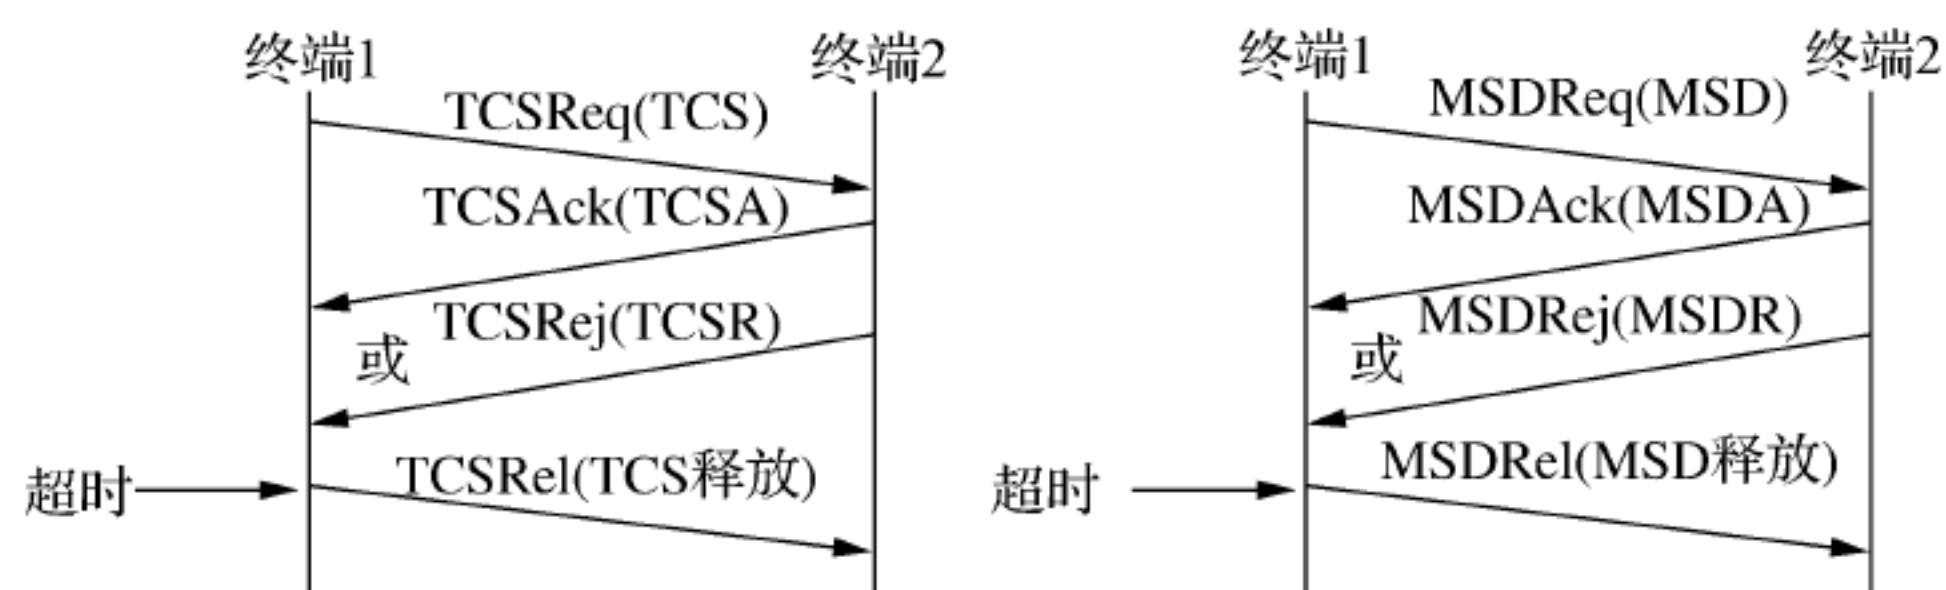 终端1
终端2
TCSReq(TCS)
TCSAck(TCSA)
TCSRej(TCSR)
或
超时
TCSRel(TCS释放)
终端1
终端2
MSDReq(MSD)
MSDAck(MSDA)
MSDRej(MSDR)
或
超时
MSDRel(MSD释放)